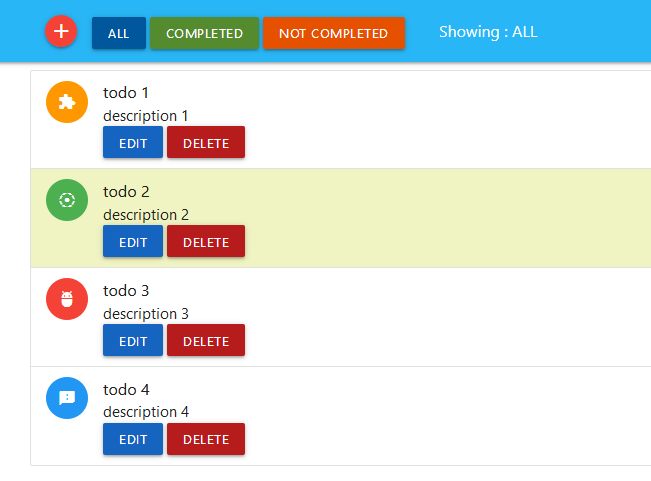 + ALL COMPLETED NOT COMPLETED Showing : ALL
todo 1
description 1
EDIT DELETE
todo 2
description 2
EDIT DELETE
todo 3
description 3
EDIT DELETE
todo 4
description 4
EDIT DELETE